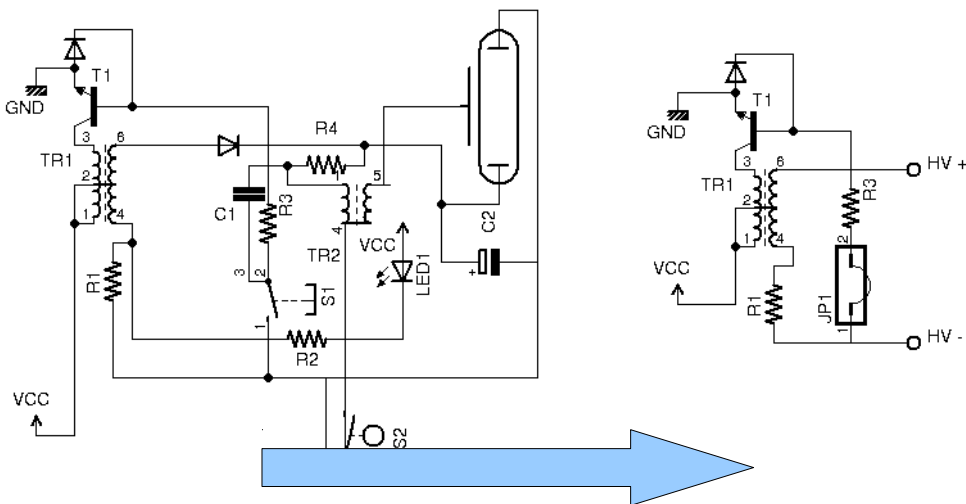 T1
GND
3
6
TR1
2
1
4
R1
VCC
R4
C1
R3
1
5
4
TR2
VCC
LED1
3
2
S1
1
R2
C2
+
S2
T1
GND
3
6
TR1
2
1
4
VCC
R1
R3
2
JP1
1
HV +
HV -